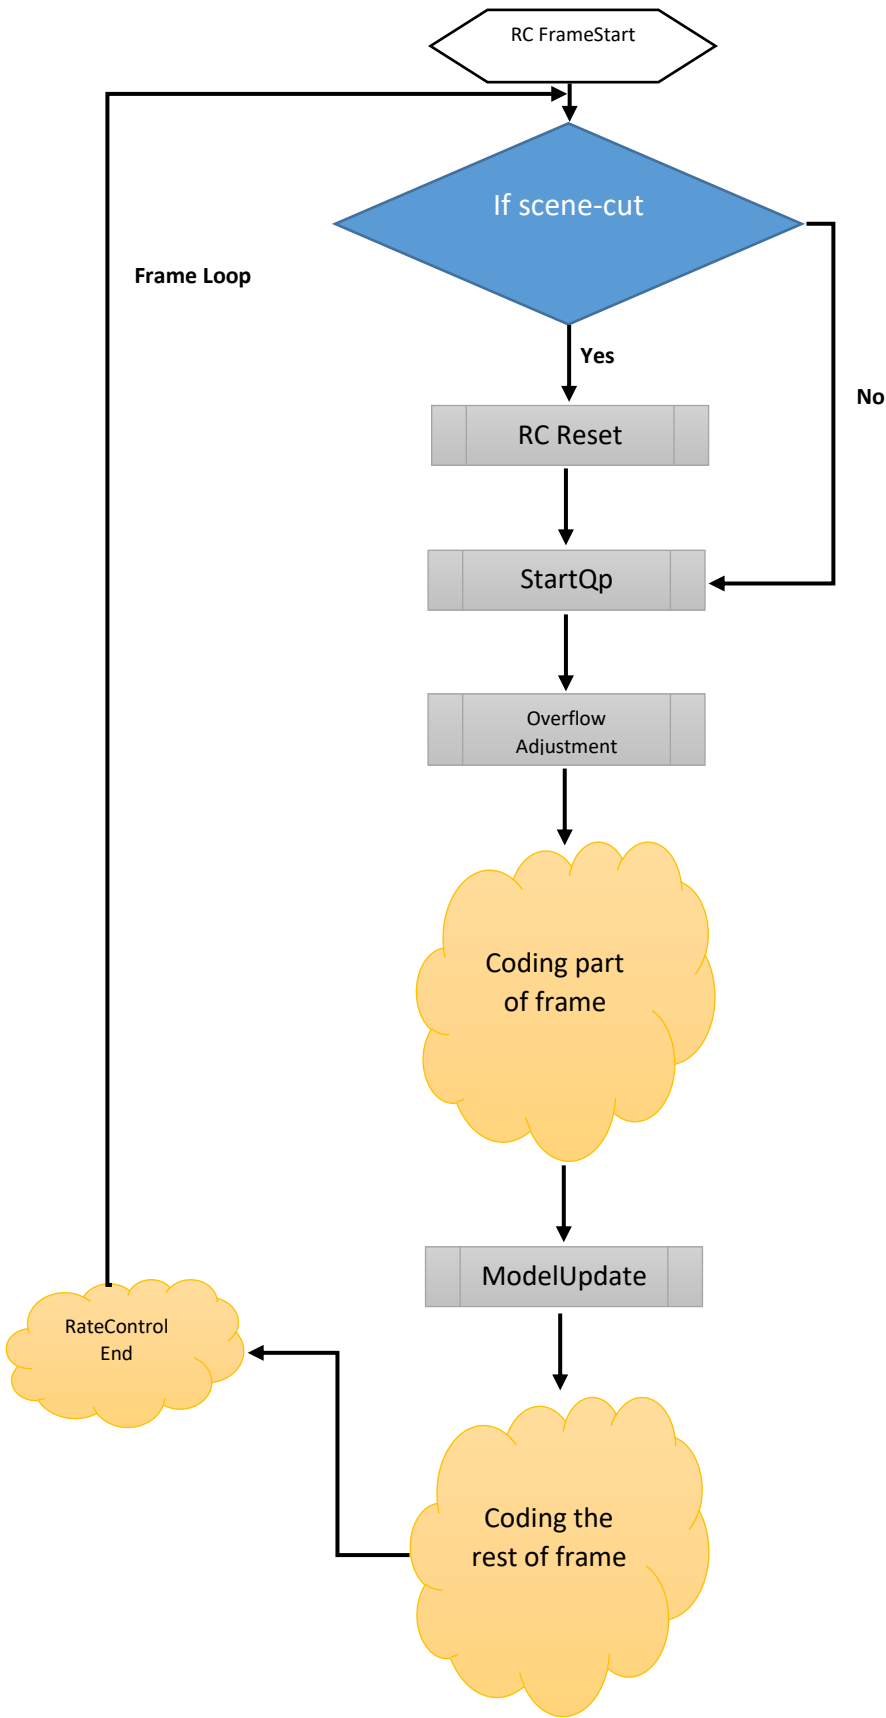 RC FrameStart
If scene-cut
Frame Loop
Yes
No
RC Reset
StartQp
Overflow
Adjustment
Coding part
of frame
ModelUpdate
RateControl
End
Coding the
rest of frame